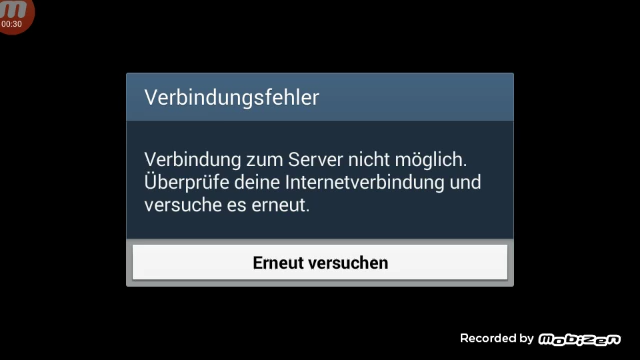 00:30
Verbindungsfehler
Verbindung zum Server nicht möglich.
Überprüfe deine Internetverbindung und
versuche es erneut.
Erneut versuchen
Recorded by Mobizen